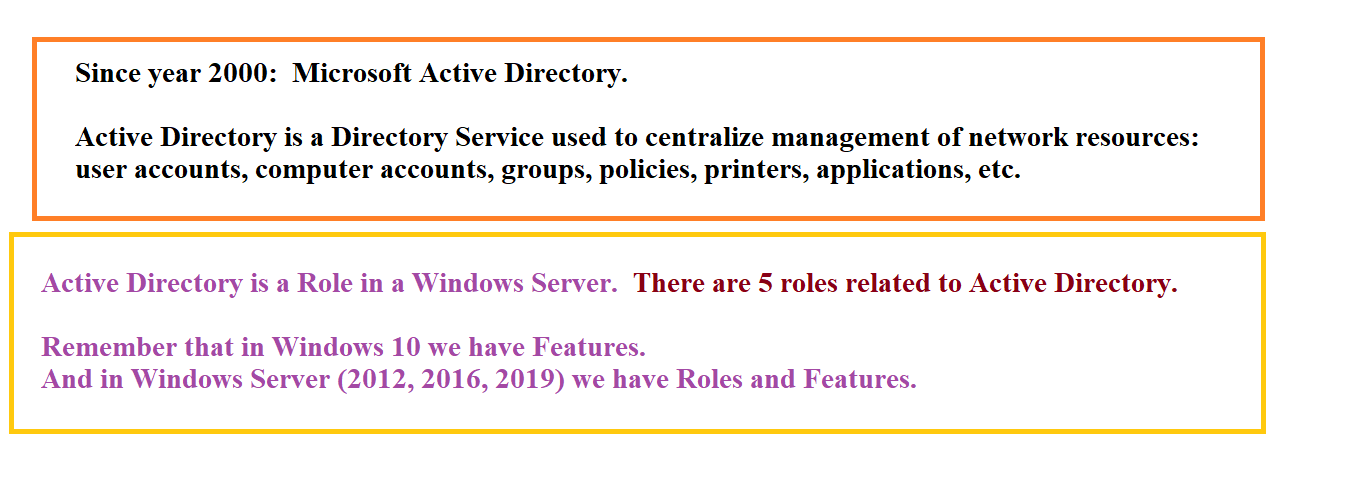 Since year 2000:  Microsoft Active Directory.
Active Directory is a Directory Service used to centralize management of network resources:
user accounts, computer accounts, groups, policies, printers, applications, etc.
Active Directory is a Role in a Windows Server.  There are 5 roles related to Active Directory.
Remember that in Windows 10 we have Features.
And in Windows Server (2012, 2016, 2019) we have Roles and Features.